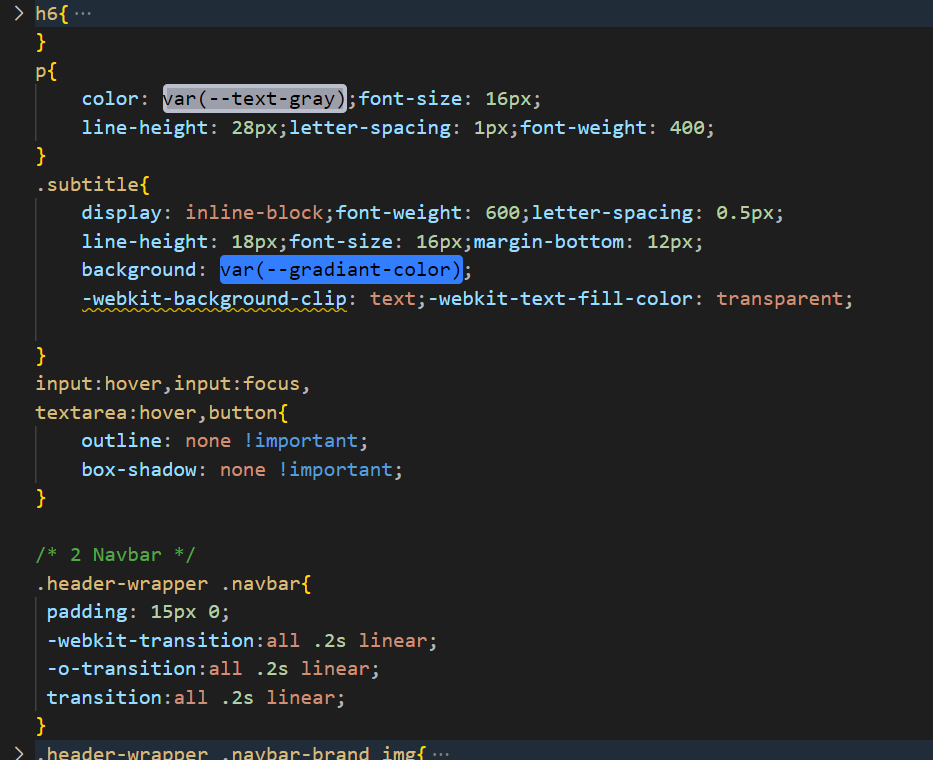 h6{ ···
}
p{
color: var(--text-gray);font-size: 16px;
line-height: 28px;letter-spacing: 1px;font-weight: 400;
}
.subtitle{
display: inline-block;font-weight: 600;letter-spacing: 0.5px;
line-height: 18px;font-size: 16px;margin-bottom: 12px;
background: var(--gradiant-color);
-webkit-background-clip: text;-webkit-text-fill-color: transparent;
}
input:hover,input:focus,
textarea:hover,button{
outline: none !important;
box-shadow: none !important;
}
/* 2 Navbar */
.header-wrapper .navbar{
padding: 15px 0;
-webkit-transition:all .2s linear;
-o-transition:all .2s linear;
transition:all .2s linear;
}
.header-wrapper .navbar-brand img{ ···